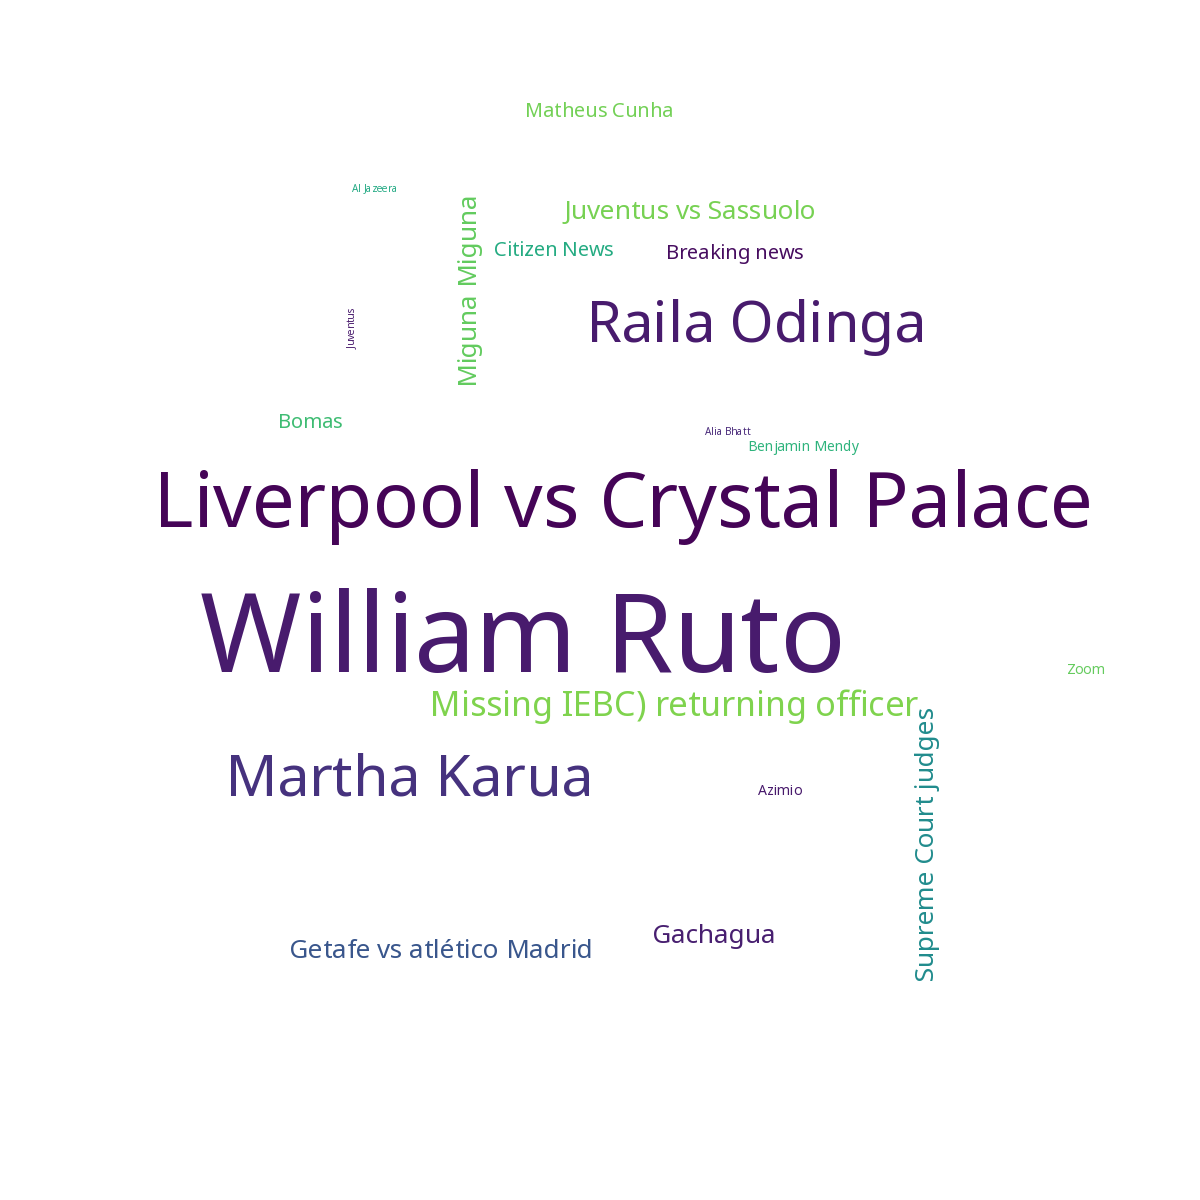 Matheus Cunha
Al Jazeera
Miguna Miguna
Juventus vs Sassuolo
Citizen News
Breaking news
Juventus
Raila Odinga
Bomas
Alia Bhatt
Benjamin Mendy
Liverpool vs Crystal Palace
William Ruto
Zoom
Missing IEBC) returning officer
Supreme Court judges
Martha Karua
Azimio
Getafe vs atlético Madrid
Gachagua